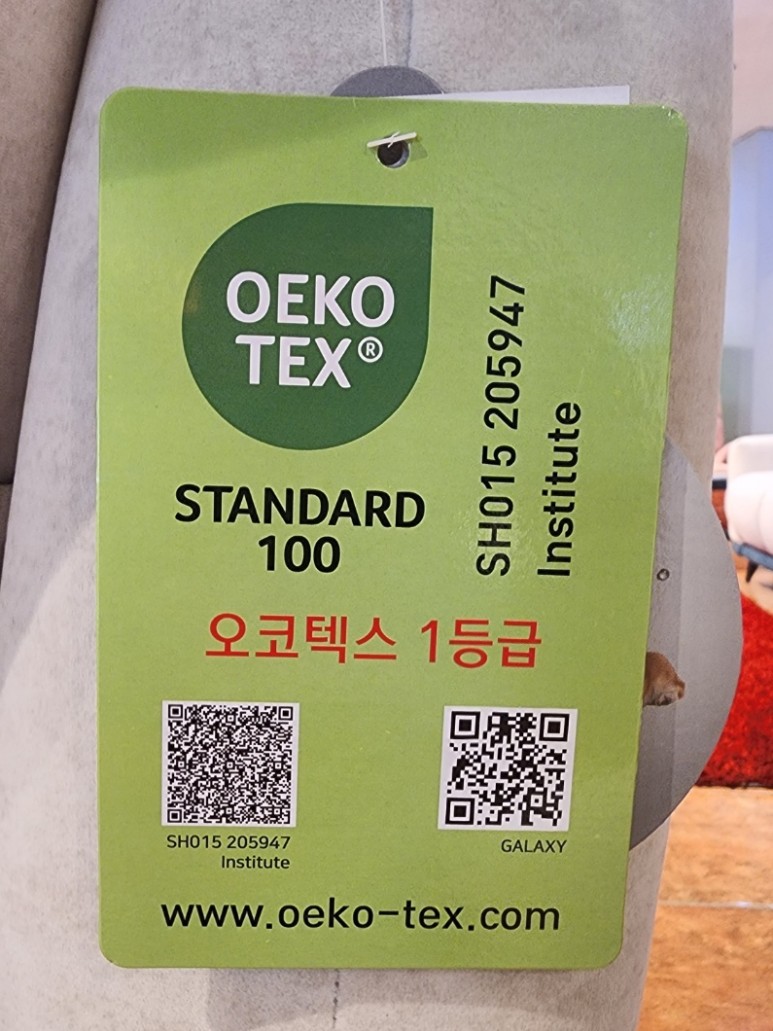 OEKO
TEX®
STANDARD
100
SH015 205947
Institute
오코텍스 1등급
SH015 205947
Institute
GALAXY
www.oeko-tex.com